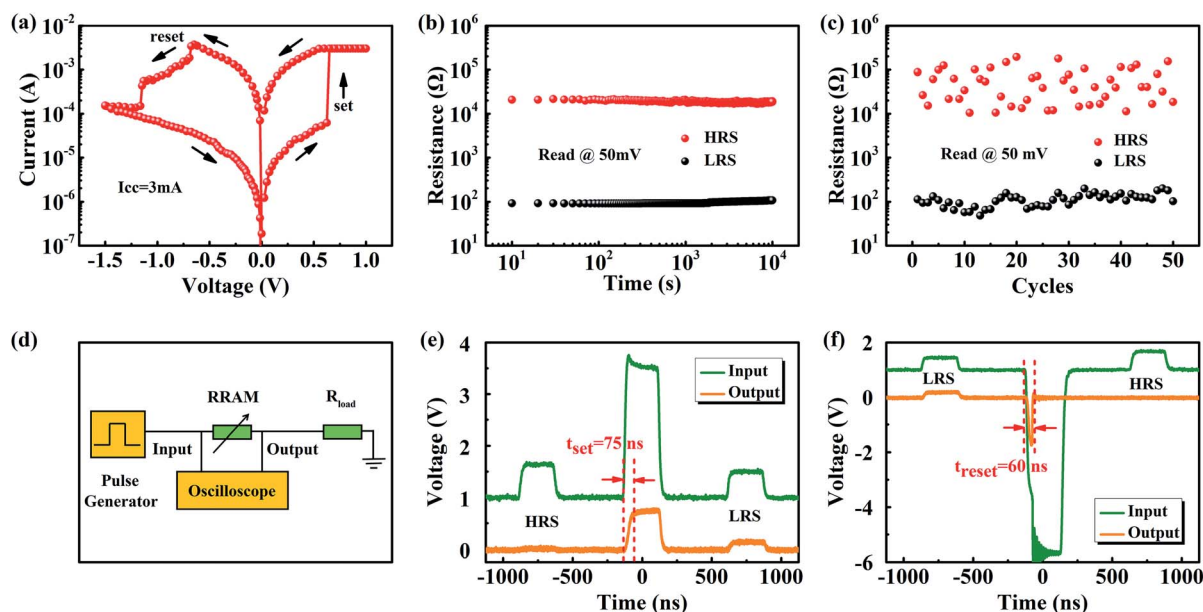 (a)
10⁻²
10⁻³
10⁻⁴
10⁻⁵
10⁻⁶
10⁻⁷
Current (A)
reset
set
Icc=3mA
-1.5 -1.0 -0.5 0.0 0.5 1.0
Voltage (V)
(b)
10⁶
10⁵
10⁴
10³
10²
10¹
Resistance (Ω)
HRS
LRS
Read @ 50mV
10¹ 10² 10³ 10⁴
Time (s)
(c)
10⁶
10⁵
10⁴
10³
10²
10¹
Resistance (Ω)
HRS
LRS
Read @ 50 mV
0 10 20 30 40 50
Cycles
(d)
RRAM
R_load
Input
Output
Pulse
Generator
Oscilloscope
(e)
4
3
2
1
0
Voltage (V)
Input
Output
t_set=75 ns
HRS
LRS
-1000 -500 0 500 1000
Time (ns)
(f)
2
0
-2
-4
-6
Voltage (V)
LRS
HRS
t_reset=60 ns
Input
Output
-1000 -500 0 500 1000
Time (ns)